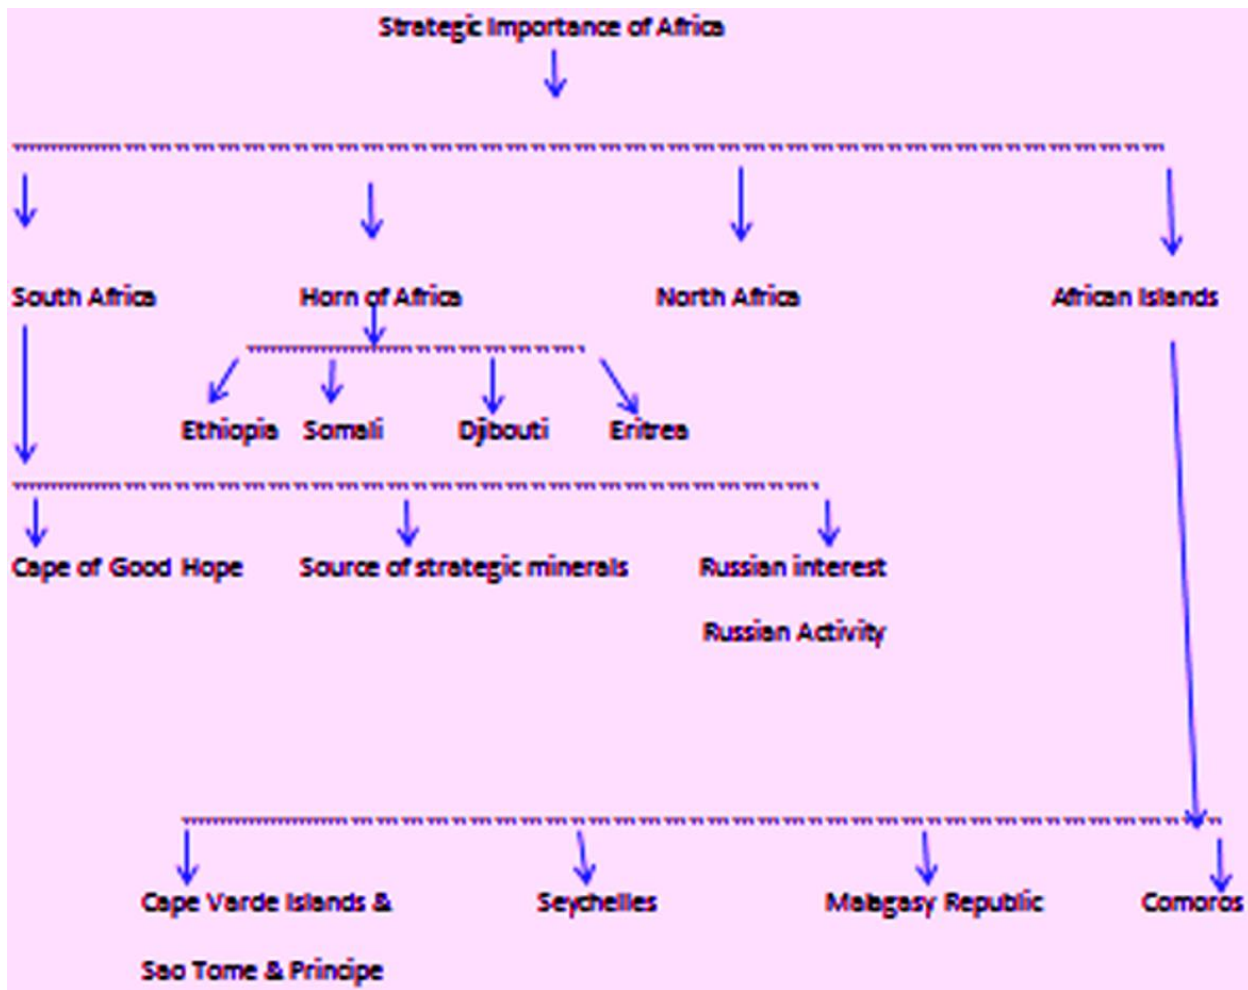 Strategic Importance of Africa
South Africa
Horn of Africa
North Africa
African Islands
Ethiopia
Somali
Djibouti
Eritrea
Cape of Good Hope
Source of strategic minerals
Russian interest
Russian Activity
Cape Varde Islands &
Sao Tome & Principe
Seychelles
Malagasy Republic
Comoros